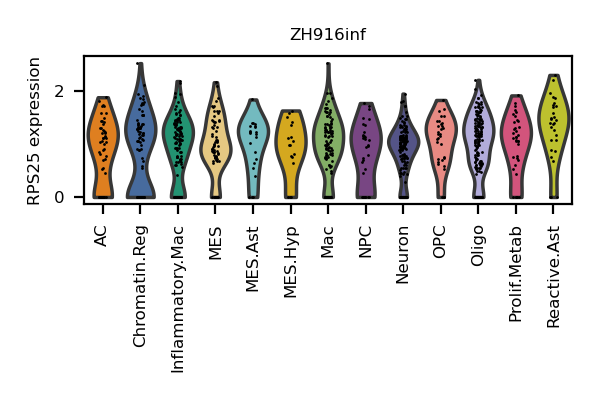 ZH916inf
RPS25 expression
2
0
AC
Chromatin.Reg
Inflammatory.Mac
MES
MES.Ast
MES.Hyp
Mac
NPC
Neuron
OPC
Oligo
Prolif.Metab
Reactive.Ast